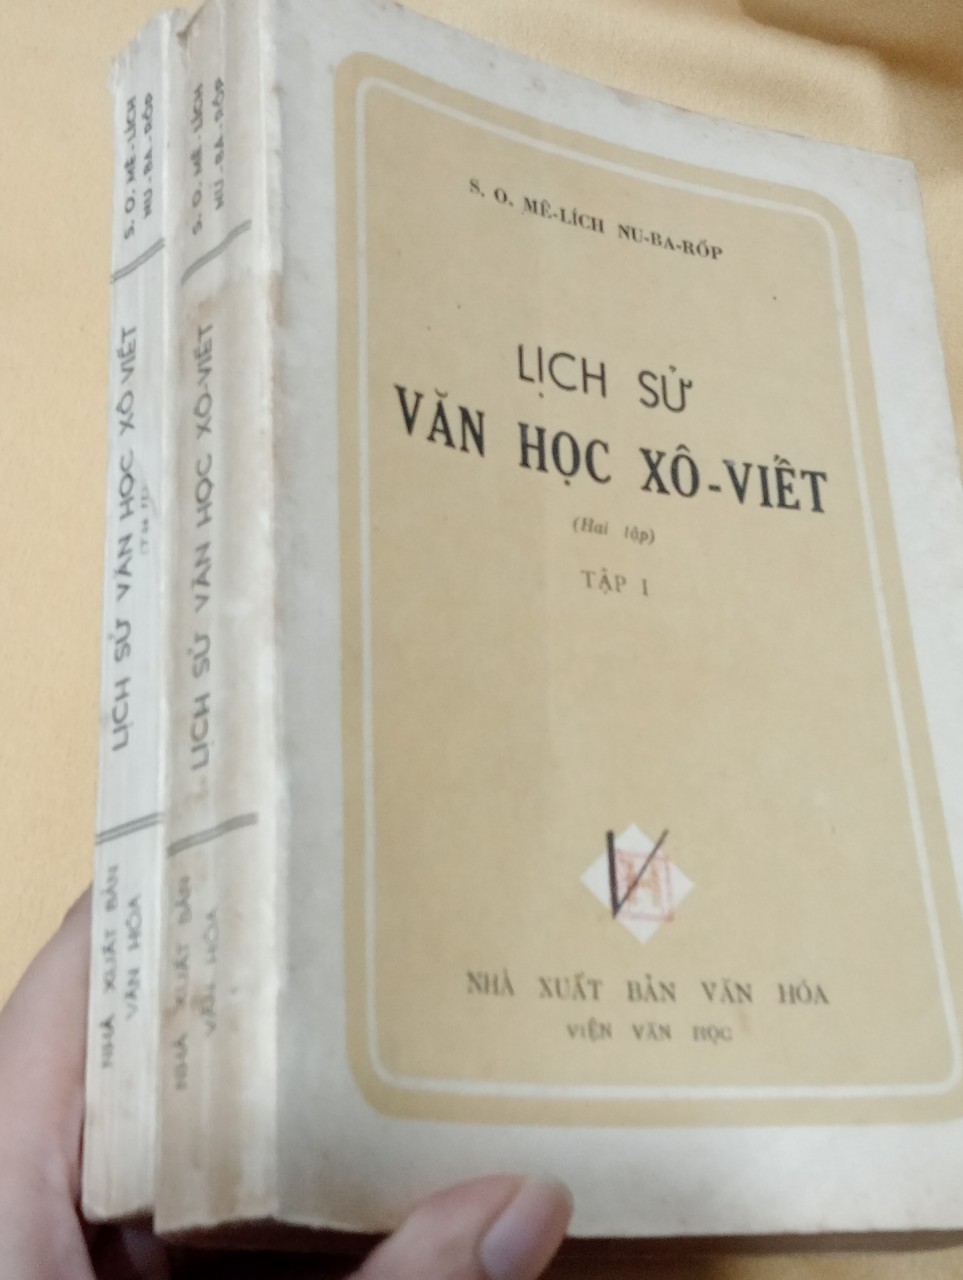 S. O. MÊ-LÍCH
NU-BA-RỐP
LỊCH SỬ VĂN HỌC XÔ-VIẾT
NHÀ XUẤT BẢN
VĂN HÓA
S. O. MÊ-LÍCH
NU-BA-RỐP
LỊCH SỬ VĂN HỌC XÔ-VIẾT
NHÀ XUẤT BẢN
VĂN HÓA
S. O. MÊ-LÍCH NU-BA-RỐP
LỊCH SỬ
VĂN HỌC XÔ-VIẾT
(Hai tập)
TẬP I
VH
NHÀ XUẤT BẢN VĂN HÓA
VIỆN VĂN HỌC